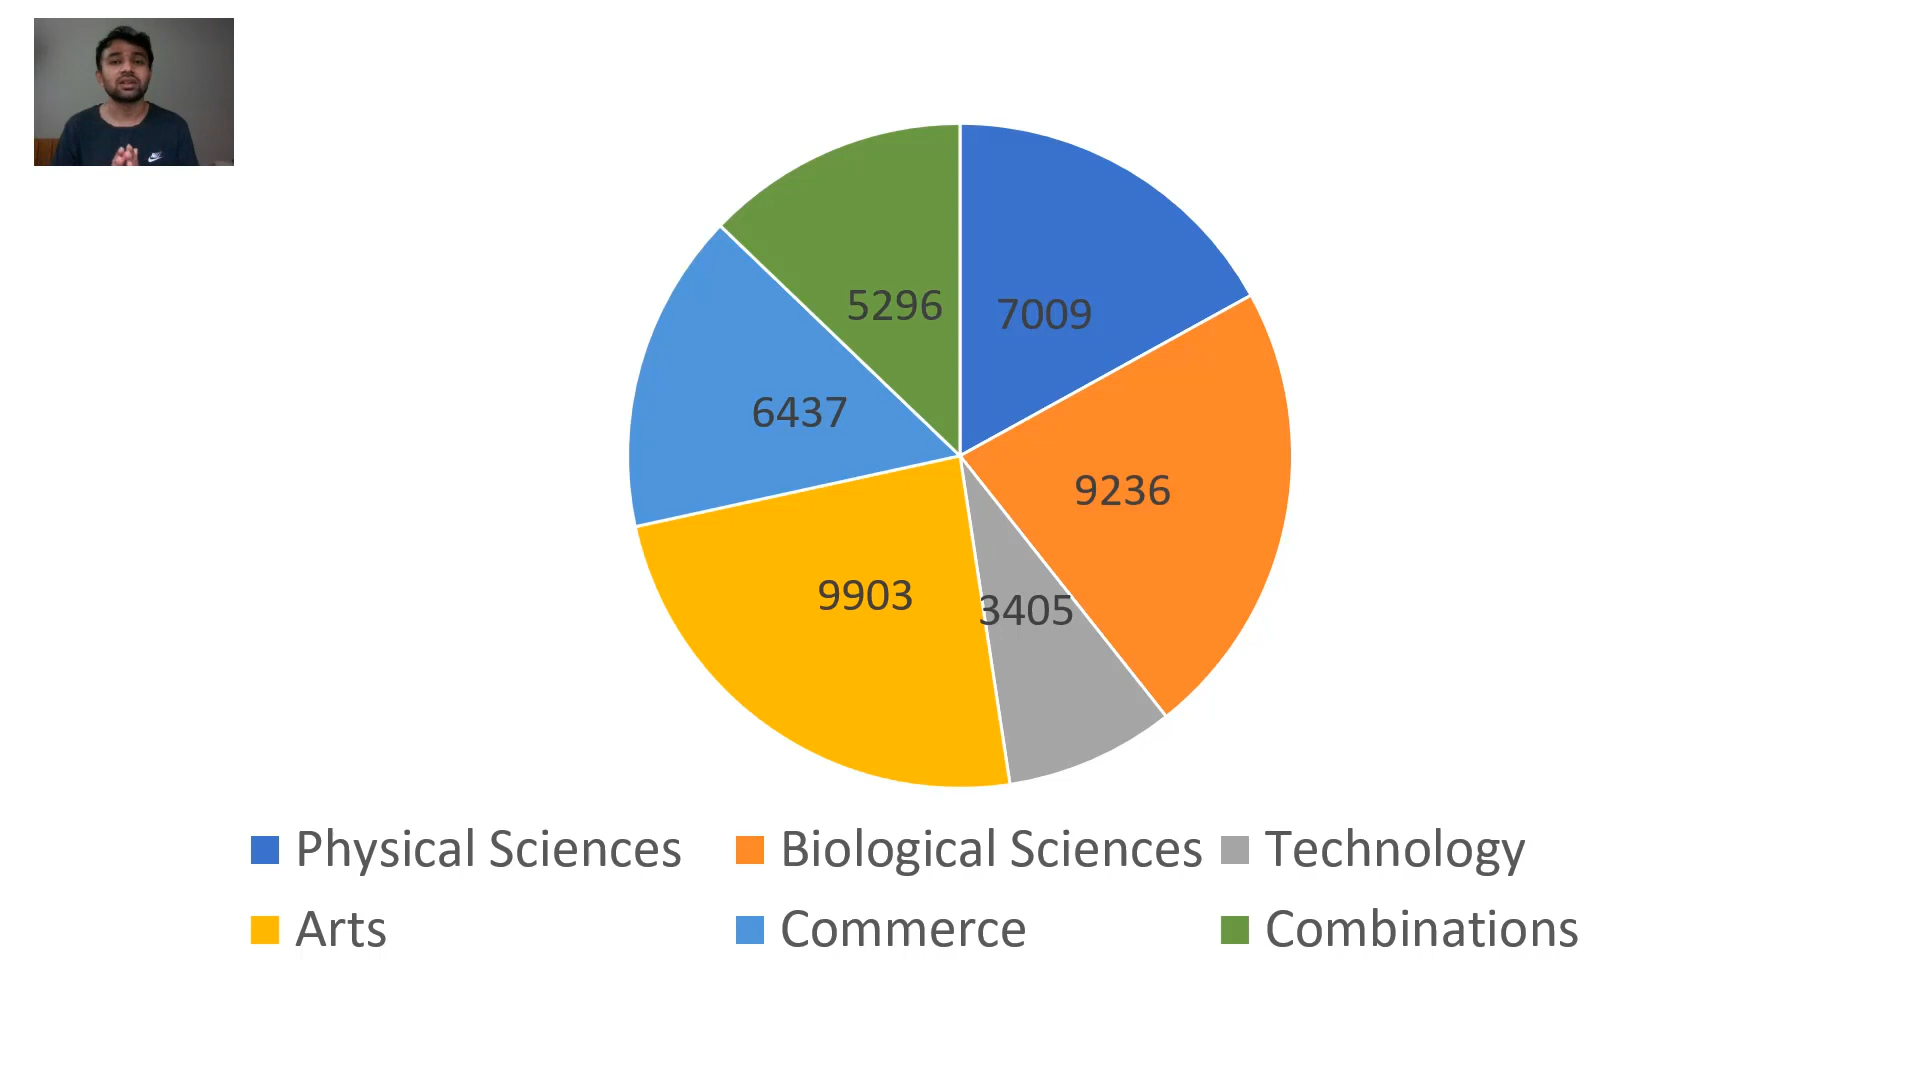 5296
7009
6437
9236
9903
3405
Physical Sciences
Biological Sciences
Technology
Arts
Commerce
Combinations